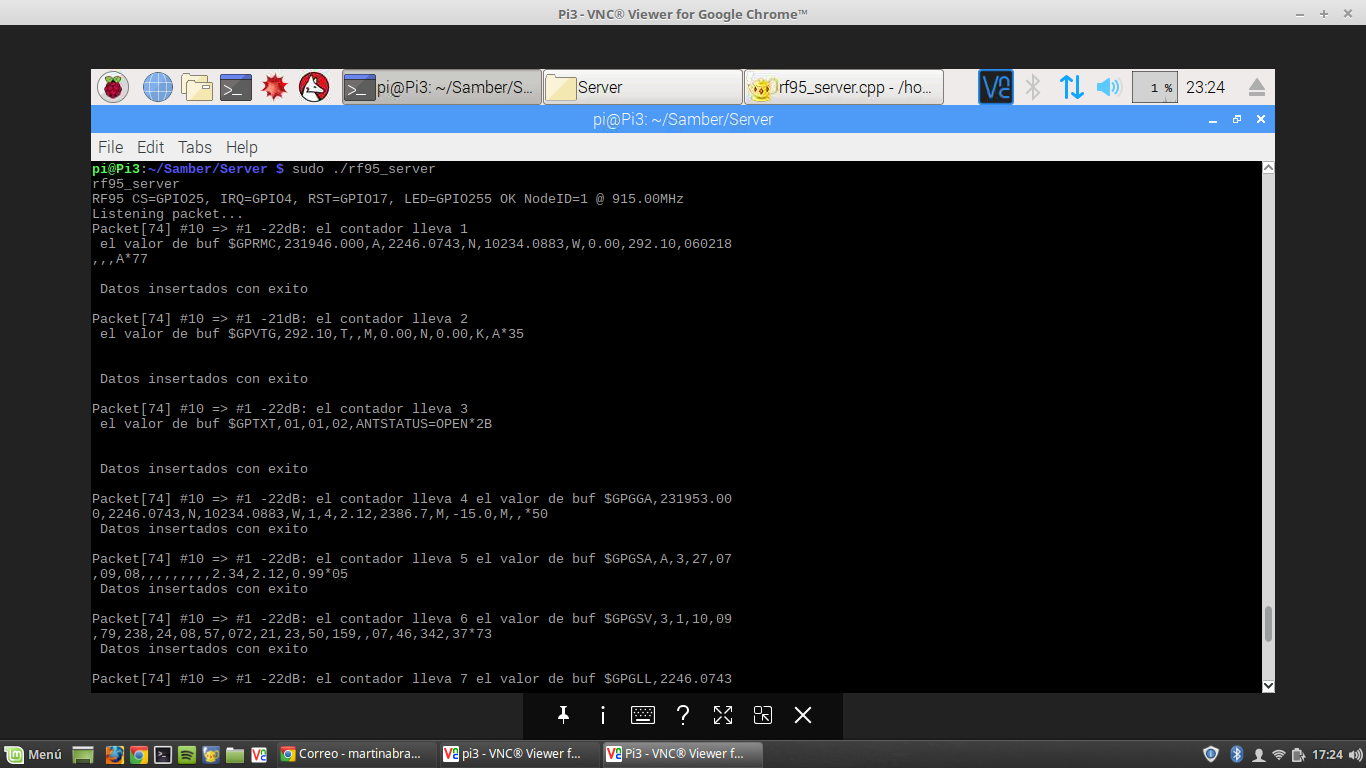 Pi3 - VNC® Viewer for Google Chrome™
pi@Pi3: ~/Samber/S...
Server
rf95_server.cpp - /ho...
1 %
23:24
pi@Pi3: ~/Samber/Server
File Edit Tabs Help
pi@Pi3:~/Samber/Server $ sudo ./rf95_server
rf95_server
RF95 CS=GPIO25, IRQ=GPIO4, RST=GPIO17, LED=GPIO255 OK NodeID=1 @ 915.00MHz
Listening packet...
Packet[74] #10 => #1 -22dB: el contador lleva 1
el valor de buf $GPRMC,231946.000,A,2246.0743,N,10234.0883,W,0.00,292.10,060218
,,,A*77
Datos insertados con exito
Packet[74] #10 => #1 -21dB: el contador lleva 2
el valor de buf $GPVTG,292.10,T,,M,0.00,N,0.00,K,A*35
Datos insertados con exito
Packet[74] #10 => #1 -22dB: el contador lleva 3
el valor de buf $GPTXT,01,01,02,ANTSTATUS=OPEN*2B
Datos insertados con exito
Packet[74] #10 => #1 -22dB: el contador lleva 4 el valor de buf $GPGGA,231953.00
0,2246.0743,N,10234.0883,W,1,4,2.12,2386.7,M,-15.0,M,,*50
Datos insertados con exito
Packet[74] #10 => #1 -22dB: el contador lleva 5 el valor de buf $GPGSA,A,3,27,07
,09,08,,,,,,,,,2.34,2.12,0.99*05
Datos insertados con exito
Packet[74] #10 => #1 -22dB: el contador lleva 6 el valor de buf $GPGSV,3,1,10,09
,79,238,24,08,57,072,21,23,50,159,,07,46,342,37*73
Datos insertados con exito
Packet[74] #10 => #1 -22dB: el contador lleva 7 el valor de buf $GPGLL,2246.0743
Menú
Correo - martinabra...
pi3 - VNC® Viewer f...
Pi3 - VNC® Viewer f...
17:24